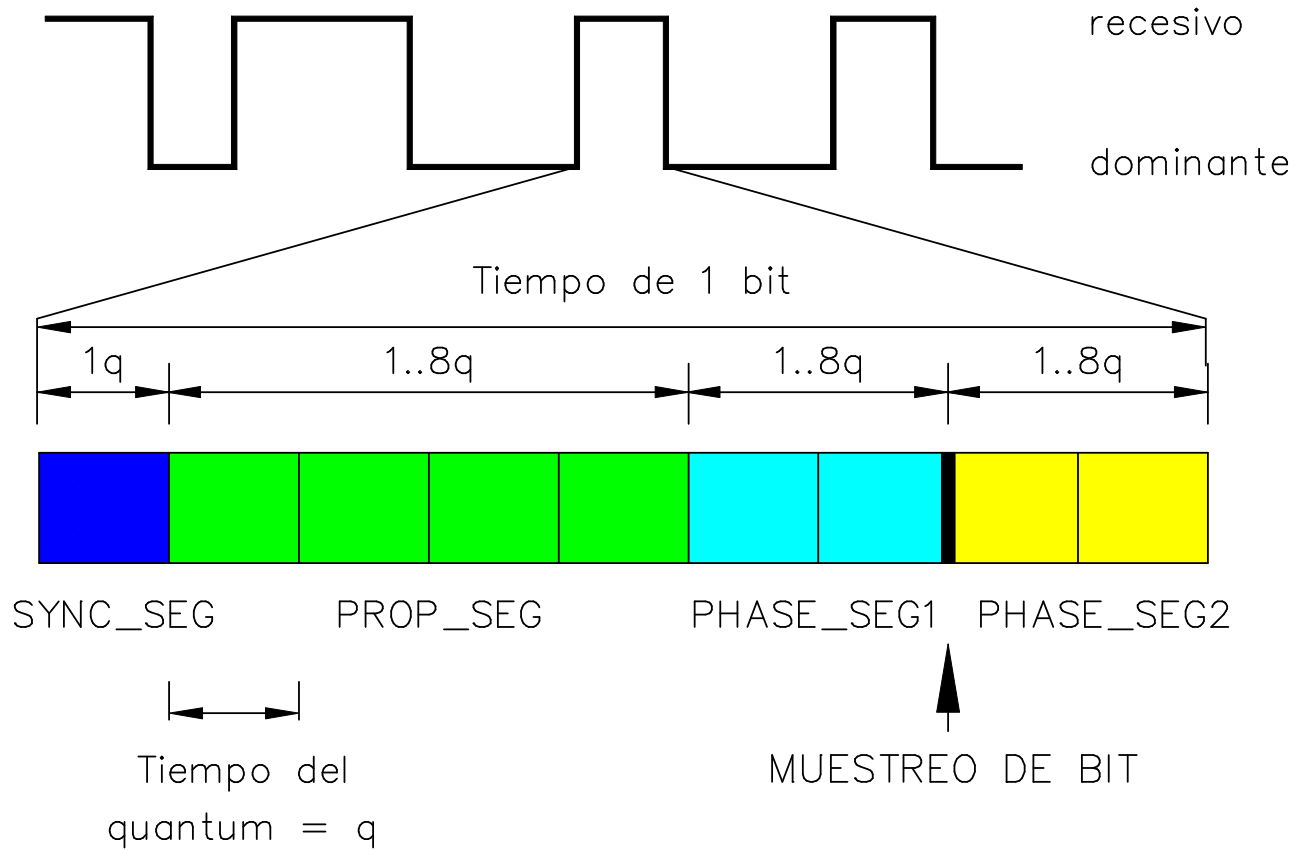 recesivo
dominante
Tiempo de 1 bit
1q 1..8q 1..8q 1..8q
SYNC_SEG PROP_SEG PHASE_SEG1 PHASE_SEG2
Tiempo del
quantum = q
MUESTREO DE BIT